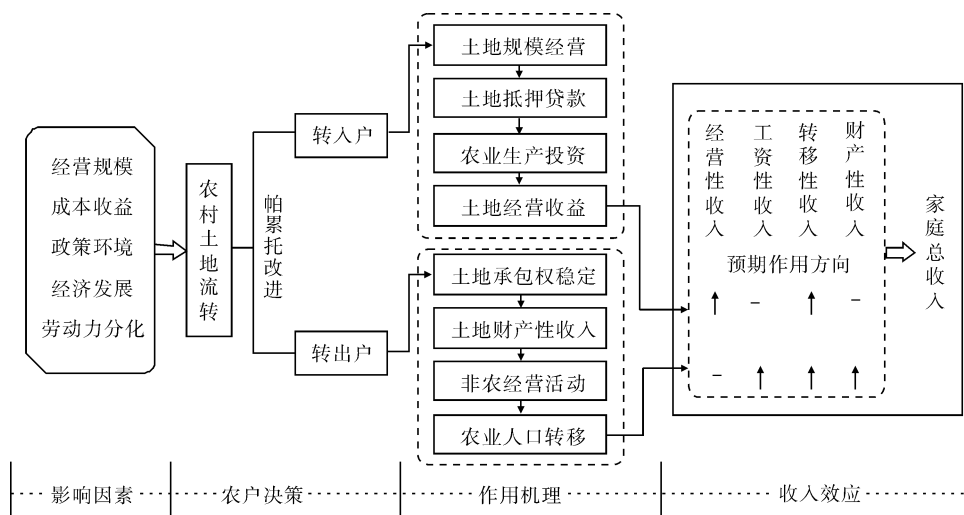 经营规模
成本收益
政策环境
经济发展
劳动力分化
农村土地流转
帕累托改进
转入户
转出户
土地规模经营
土地抵押贷款
农业生产投资
土地经营收益
土地承包权稳定
土地财产性收入
非农经营活动
农业人口转移
经营性收入
工资性收入
转移性收入
财产性收入
预期作用方向
↑ － ↑ －
－ ↑ ↑ ↑
家庭总收入
影响因素
农户决策
作用机理
收入效应